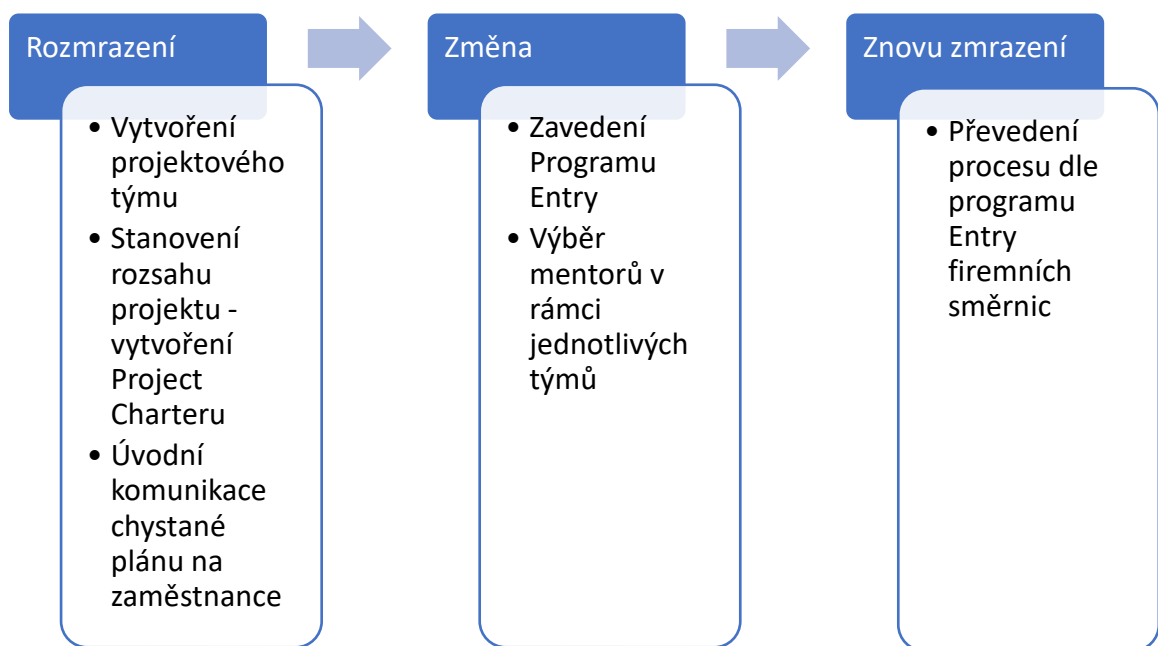 Rozmrazení
• Vytvoření
projektového
týmu
• Stanovení
rozsahu
projektu -
vytvoření
Project
Charteru
• Úvodní
komunikace
chystané
plánu na
zaměstnance
Změna
• Zavedení
Programu
Entry
• Výběr
mentorů v
rámci
jednotlivých
týmů
Znovu zmrazení
• Převedení
procesu dle
programu
Entry
firemních
směrnic